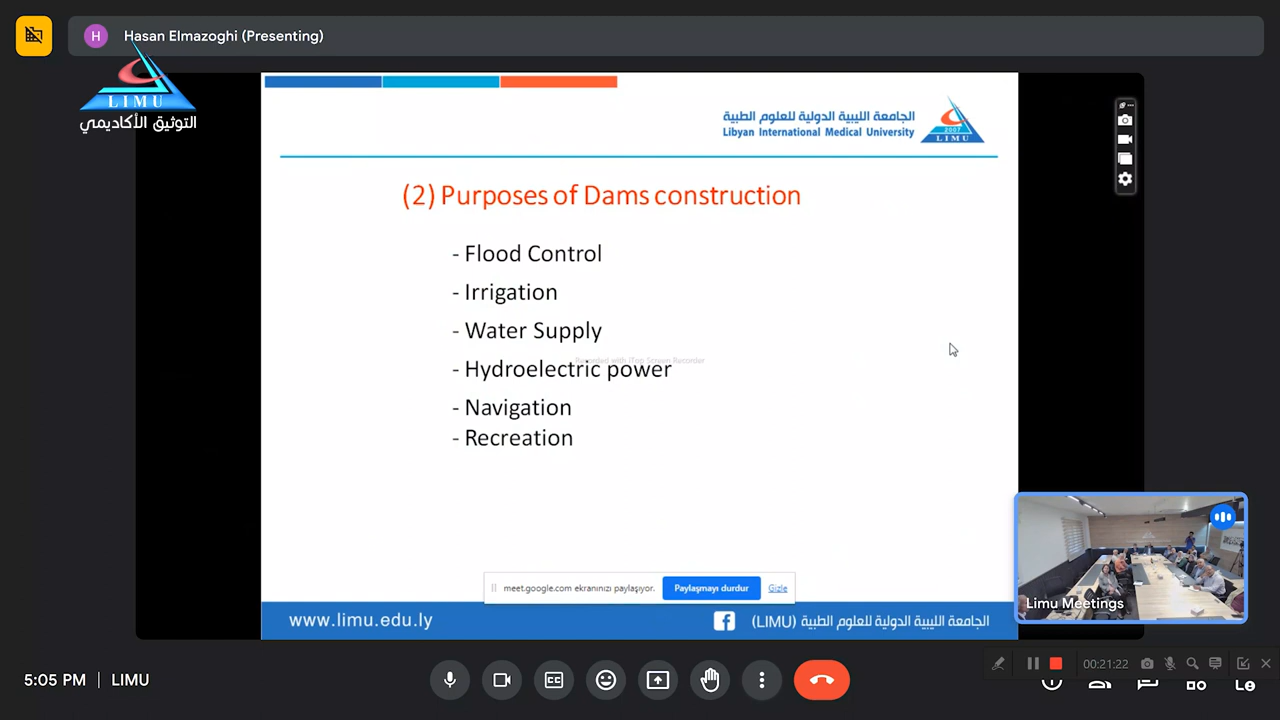 H Hasan Elmazoghi (Presenting)
LIMU
التوثيق الأكاديمي
الجامعة الليبية الدولية للعلوم الطبية
Libyan International Medical University
2007
LIMU
(2) Purposes of Dams construction
- Flood Control
- Irrigation
- Water Supply
Recorded with iTop Screen Recorder
- Hydroelectric power
- Navigation
- Recreation
meet.google.com ekranınızı paylaşıyor. Paylaşmayı durdur Gizle
www.limu.edu.ly
الجامعة الليبية الدولية للعلوم الطبية (LIMU)
Limu Meetings
00:21:22
5:05 PM | LIMU
CC